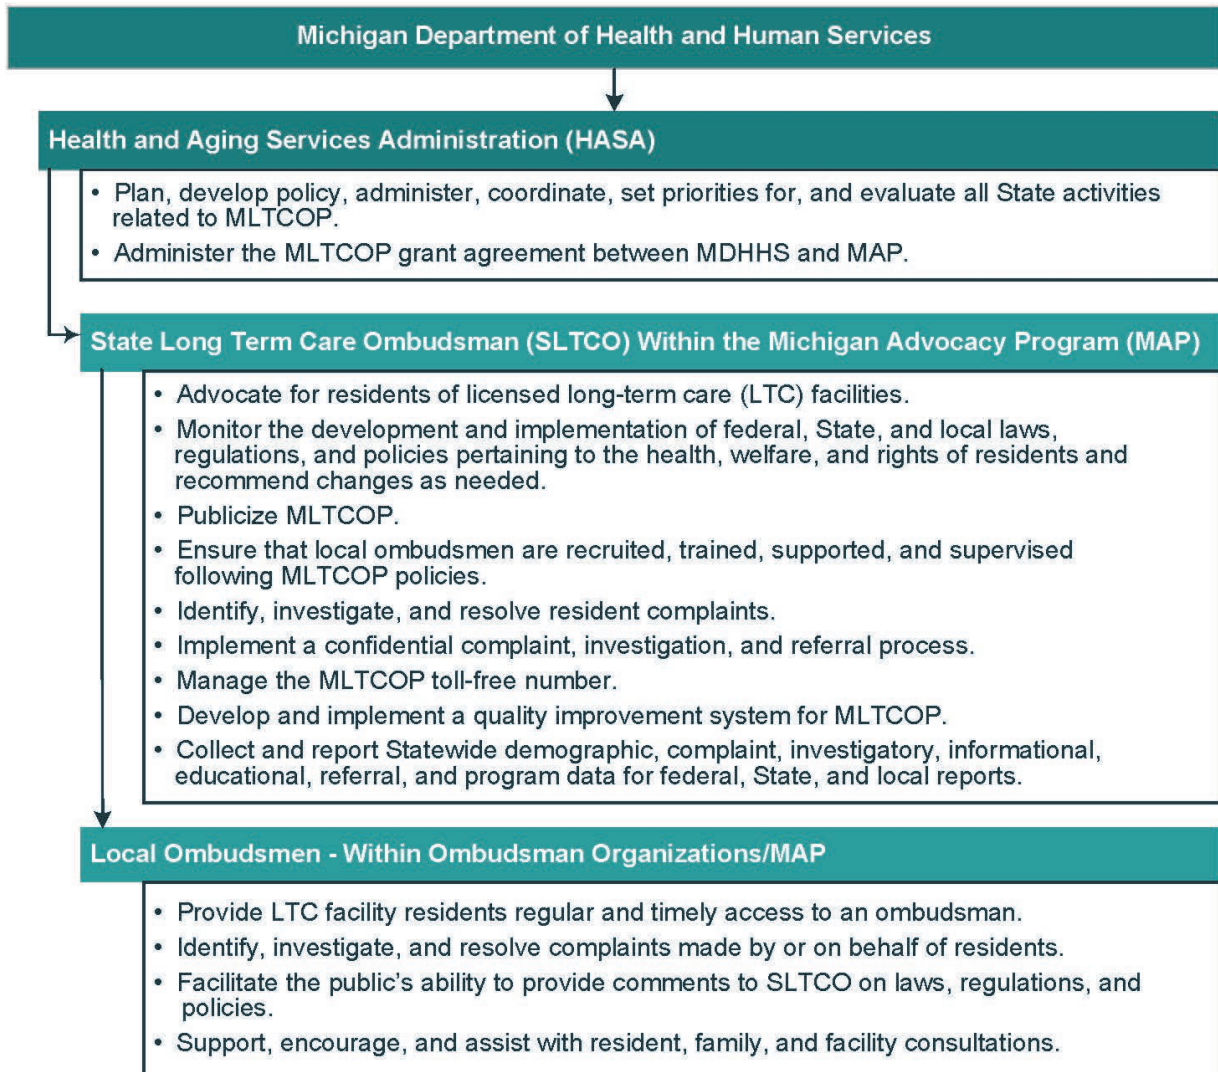 Michigan Department of Health and Human Services
Health and Aging Services Administration (HASA)
• Plan, develop policy, administer, coordinate, set priorities for, and evaluate all State activities
related to MLTCOP.
• Administer the MLTCOP grant agreement between MDHHS and MAP.
State Long Term Care Ombudsman (SLTCO) Within the Michigan Advocacy Program (MAP)
• Advocate for residents of licensed long-term care (LTC) facilities.
• Monitor the development and implementation of federal, State, and local laws,
regulations, and policies pertaining to the health, welfare, and rights of residents and
recommend changes as needed.
• Publicize MLTCOP.
• Ensure that local ombudsmen are recruited, trained, supported, and supervised
following MLTCOP policies.
• Identify, investigate, and resolve resident complaints.
• Implement a confidential complaint, investigation, and referral process.
• Manage the MLTCOP toll-free number.
• Develop and implement a quality improvement system for MLTCOP.
• Collect and report Statewide demographic, complaint, investigatory, informational,
educational, referral, and program data for federal, State, and local reports.
Local Ombudsmen - Within Ombudsman Organizations/MAP
• Provide LTC facility residents regular and timely access to an ombudsman.
• Identify, investigate, and resolve complaints made by or on behalf of residents.
• Facilitate the public's ability to provide comments to SLTCO on laws, regulations, and
policies.
• Support, encourage, and assist with resident, family, and facility consultations.